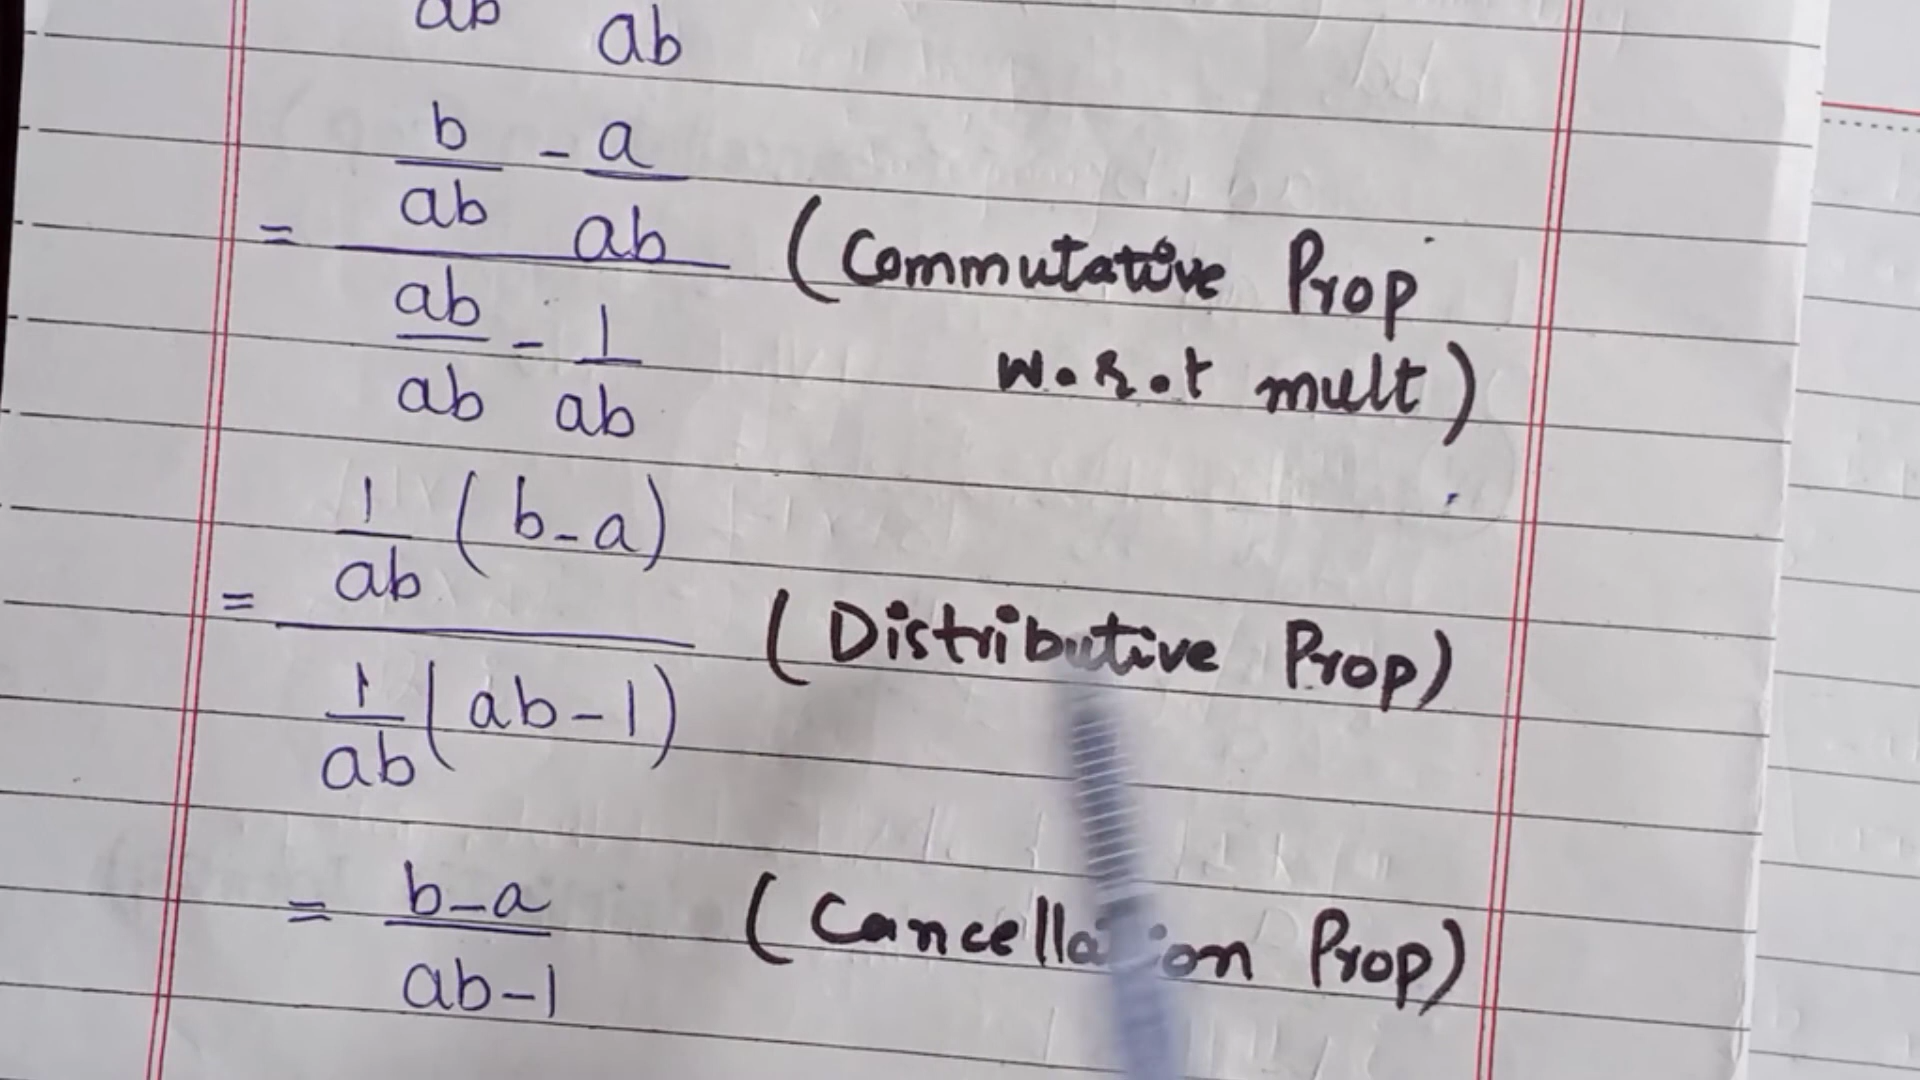 ab ab
b/ab - a/ab
= (Commutative Prop
ab/ab - 1/ab w.r.t mult)
1/ab (b-a)
= (Distributive Prop)
1/ab (ab-1)
= b-a/ab-1 (Cancellation Prop)